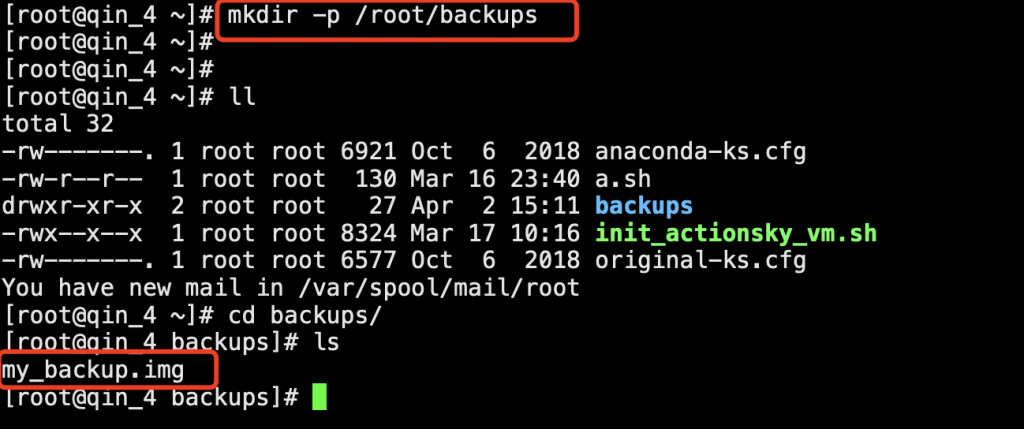 [root@qin_4 ~]# mkdir -p /root/backups
[root@qin_4 ~]#
[root@qin_4 ~]#
[root@qin_4 ~]# ll
total 32
-rw-------. 1 root root 6921 Oct  6  2018 anaconda-ks.cfg
-rw-r--r--  1 root root  130 Mar 16 23:40 a.sh
drwxr-xr-x  2 root root   27 Apr  2 15:11 backups
-rwx--x--x  1 root root 8324 Mar 17 10:16 init_actionsky_vm.sh
-rw-------. 1 root root 6577 Oct  6  2018 original-ks.cfg
You have new mail in /var/spool/mail/root
[root@qin_4 ~]# cd backups/
[root@qin_4 backups]# ls
my_backup.img
[root@qin_4 backups]#